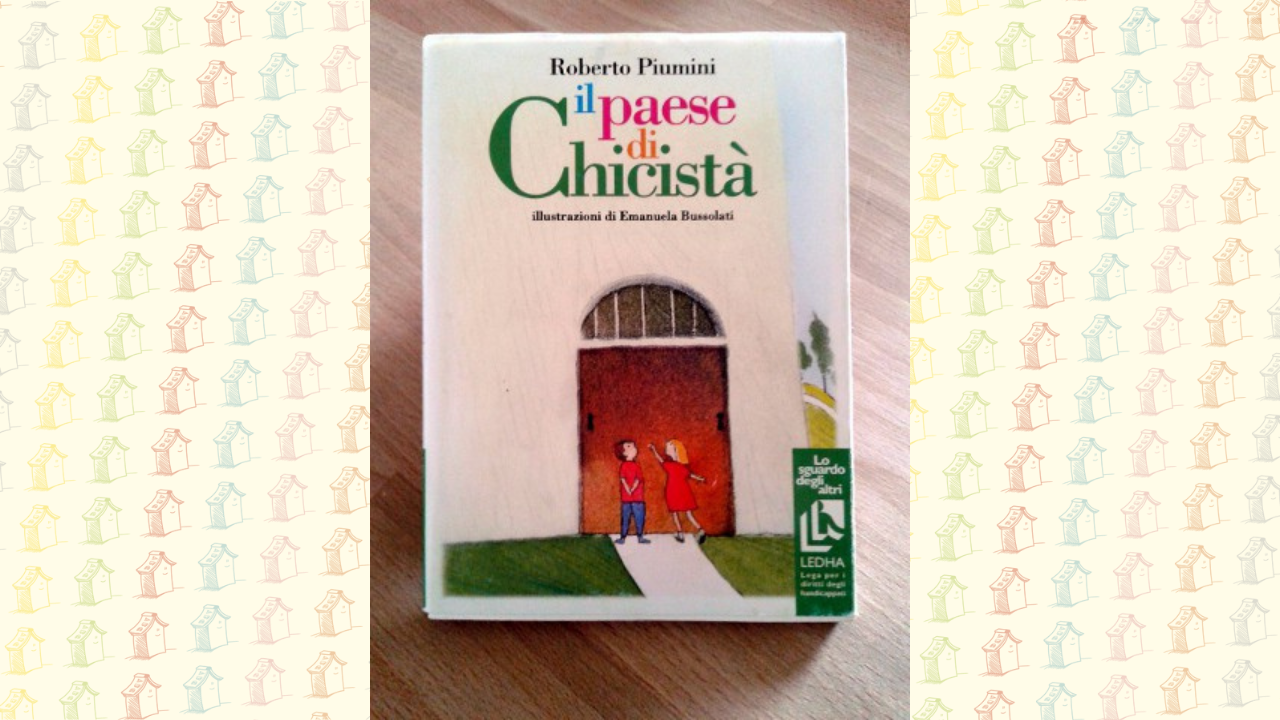 Roberto Piumini
il paese
di
Chicistà
illustrazioni di Emanuela Bussolati
Lo
sguardo
degli
altri
LEDHA
Lega per i
diritti degli
handicappati